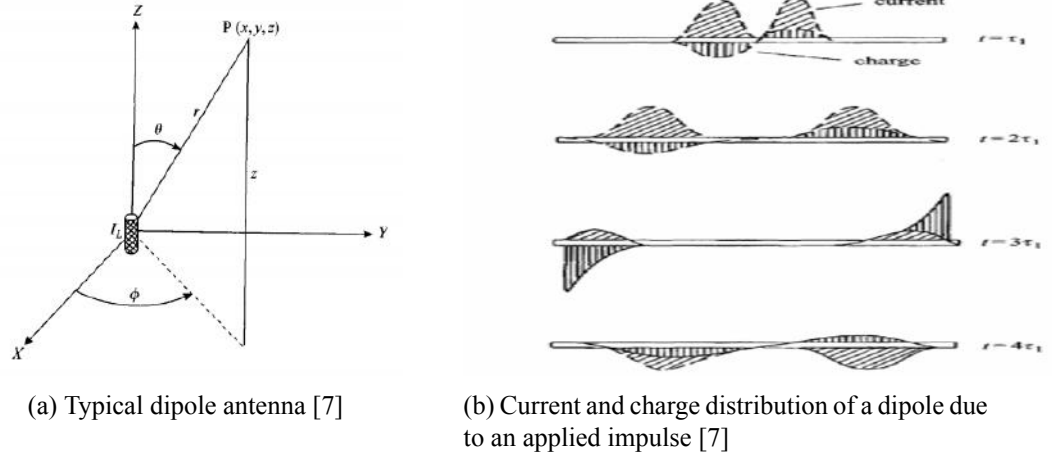 Z
P (x, y, z)
r
θ
z
I_L
Y
ϕ
X
current
t=τ₁
charge
t=2τ₁
t=3τ₁
t=4τ₁
(a) Typical dipole antenna [7]
(b) Current and charge distribution of a dipole due
to an applied impulse [7]